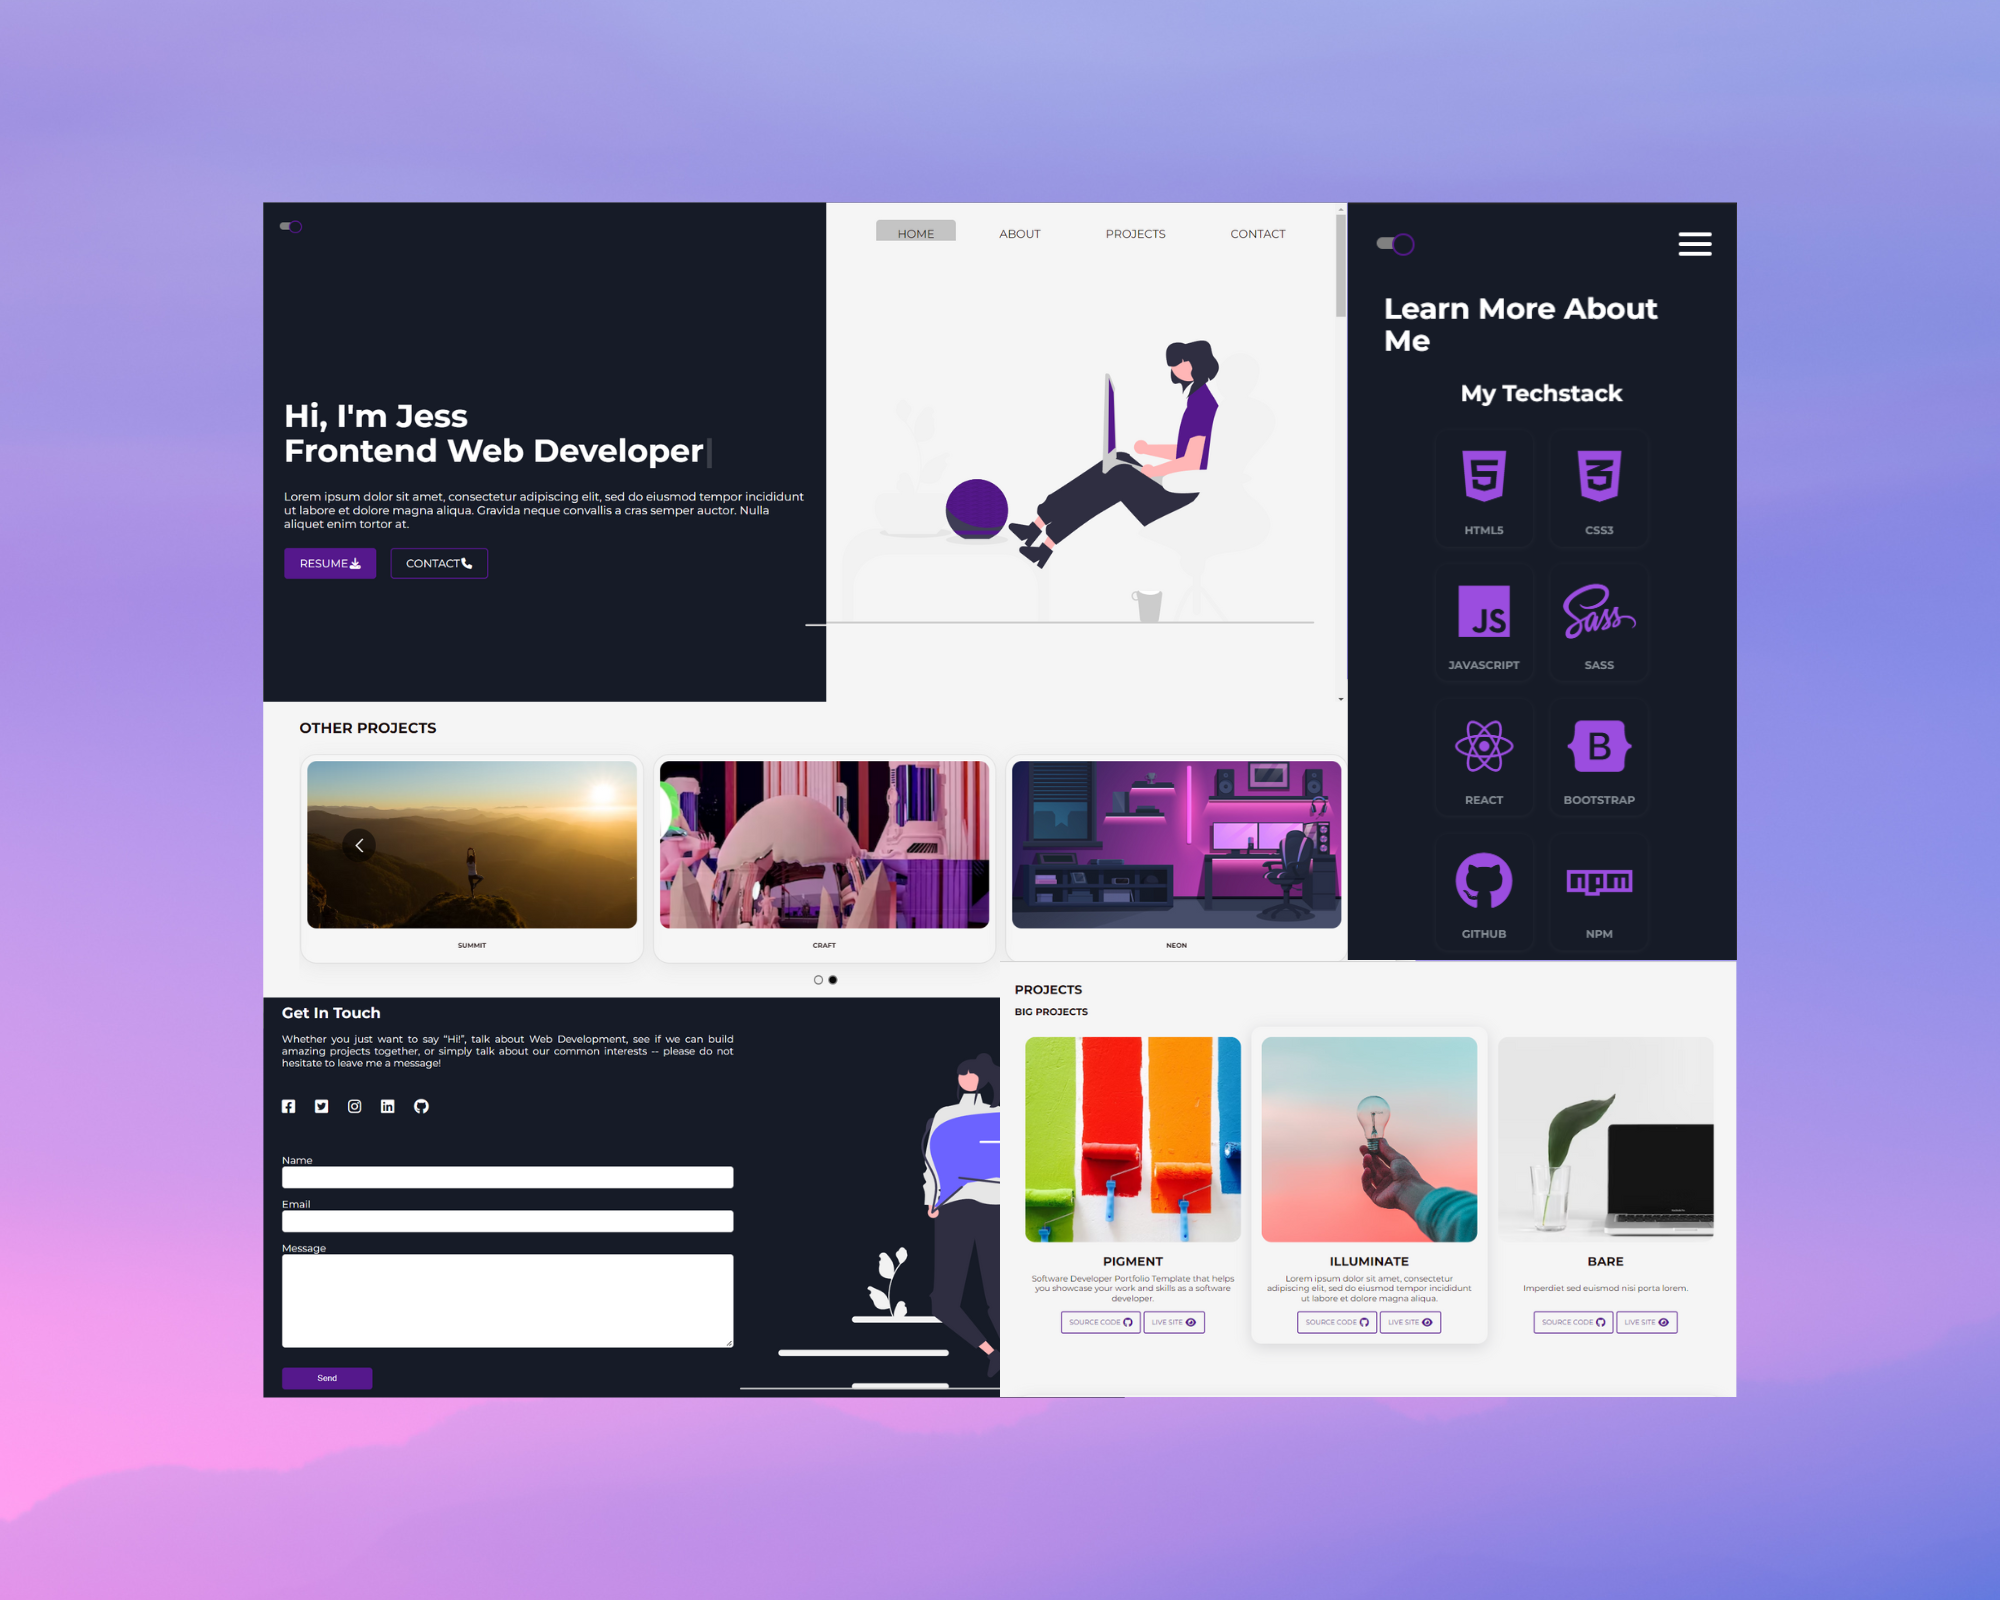 HOME ABOUT PROJECTS CONTACT
Hi, I'm Jess
Frontend Web Developer
Lorem ipsum dolor sit amet, consectetur adipiscing elit, sed do eiusmod tempor incididunt
ut labore et dolore magna aliqua. Gravida neque convallis a cras semper auctor. Nulla
aliquet enim tortor at.
RESUME CONTACT
Learn More About
Me
My Techstack
5 3
HTML5 CSS3
JS Sass
JAVASCRIPT SASS
B
REACT BOOTSTRAP
npm
GITHUB NPM
OTHER PROJECTS
SUMMIT CRAFT NEON
Get In Touch
Whether you just want to say "Hi!", talk about Web Development, see if we can build
amazing projects together, or simply talk about our common interests -- please do not
hesitate to leave me a message!
Name
Email
Message
Send
PROJECTS
BIG PROJECTS
PIGMENT
Software Developer Portfolio Template that helps
you showcase your work and skills as a software
developer.
SOURCE CODE LIVE SITE
ILLUMINATE
Lorem ipsum dolor sit amet, consectetur
adipiscing elit, sed do eiusmod tempor incididunt
ut labore et dolore magna aliqua.
SOURCE CODE LIVE SITE
BARE
Imperdiet sed euismod nisi porta lorem.
SOURCE CODE LIVE SITE